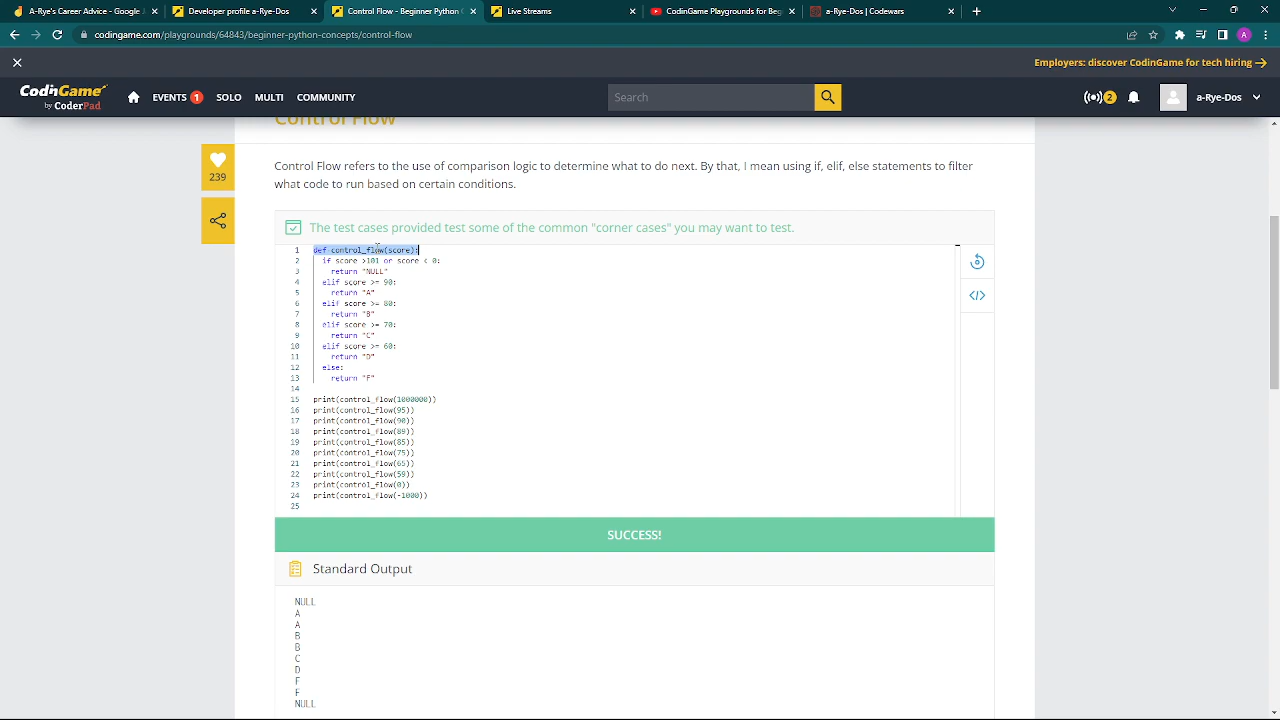 A-Rye's Career Advice - Google J
Developer profile a-Rye-Dos
Control Flow - Beginner Python C
Live Streams
CodinGame Playgrounds for Beg
a-Rye-Dos | Codewars
codingame.com/playgrounds/64843/beginner-python-concepts/control-flow
A
Employers: discover CodinGame for tech hiring →
CodinGame
by CoderPad
EVENTS 1
SOLO
MULTI
COMMUNITY
Search
2
a-Rye-Dos
Control Flow
239
Control Flow refers to the use of comparison logic to determine what to do next. By that, I mean using if, elif, else statements to filter
what code to run based on certain conditions.
The test cases provided test some of the common "corner cases" you may want to test.
1 def control_flow(score):
2 if score >101 or score < 0:
3 return "NULL"
4 elif score >= 90:
5 return "A"
6 elif score >= 80:
7 return "B"
8 elif score >= 70:
9 return "C"
10 elif score >= 60:
11 return "D"
12 else:
13 return "F"
14
15 print(control_flow(1000000))
16 print(control_flow(95))
17 print(control_flow(90))
18 print(control_flow(89))
19 print(control_flow(85))
20 print(control_flow(75))
21 print(control_flow(65))
22 print(control_flow(59))
23 print(control_flow(0))
24 print(control_flow(-1000))
25
SUCCESS!
Standard Output
NULL
A
A
B
B
C
D
F
F
NULL